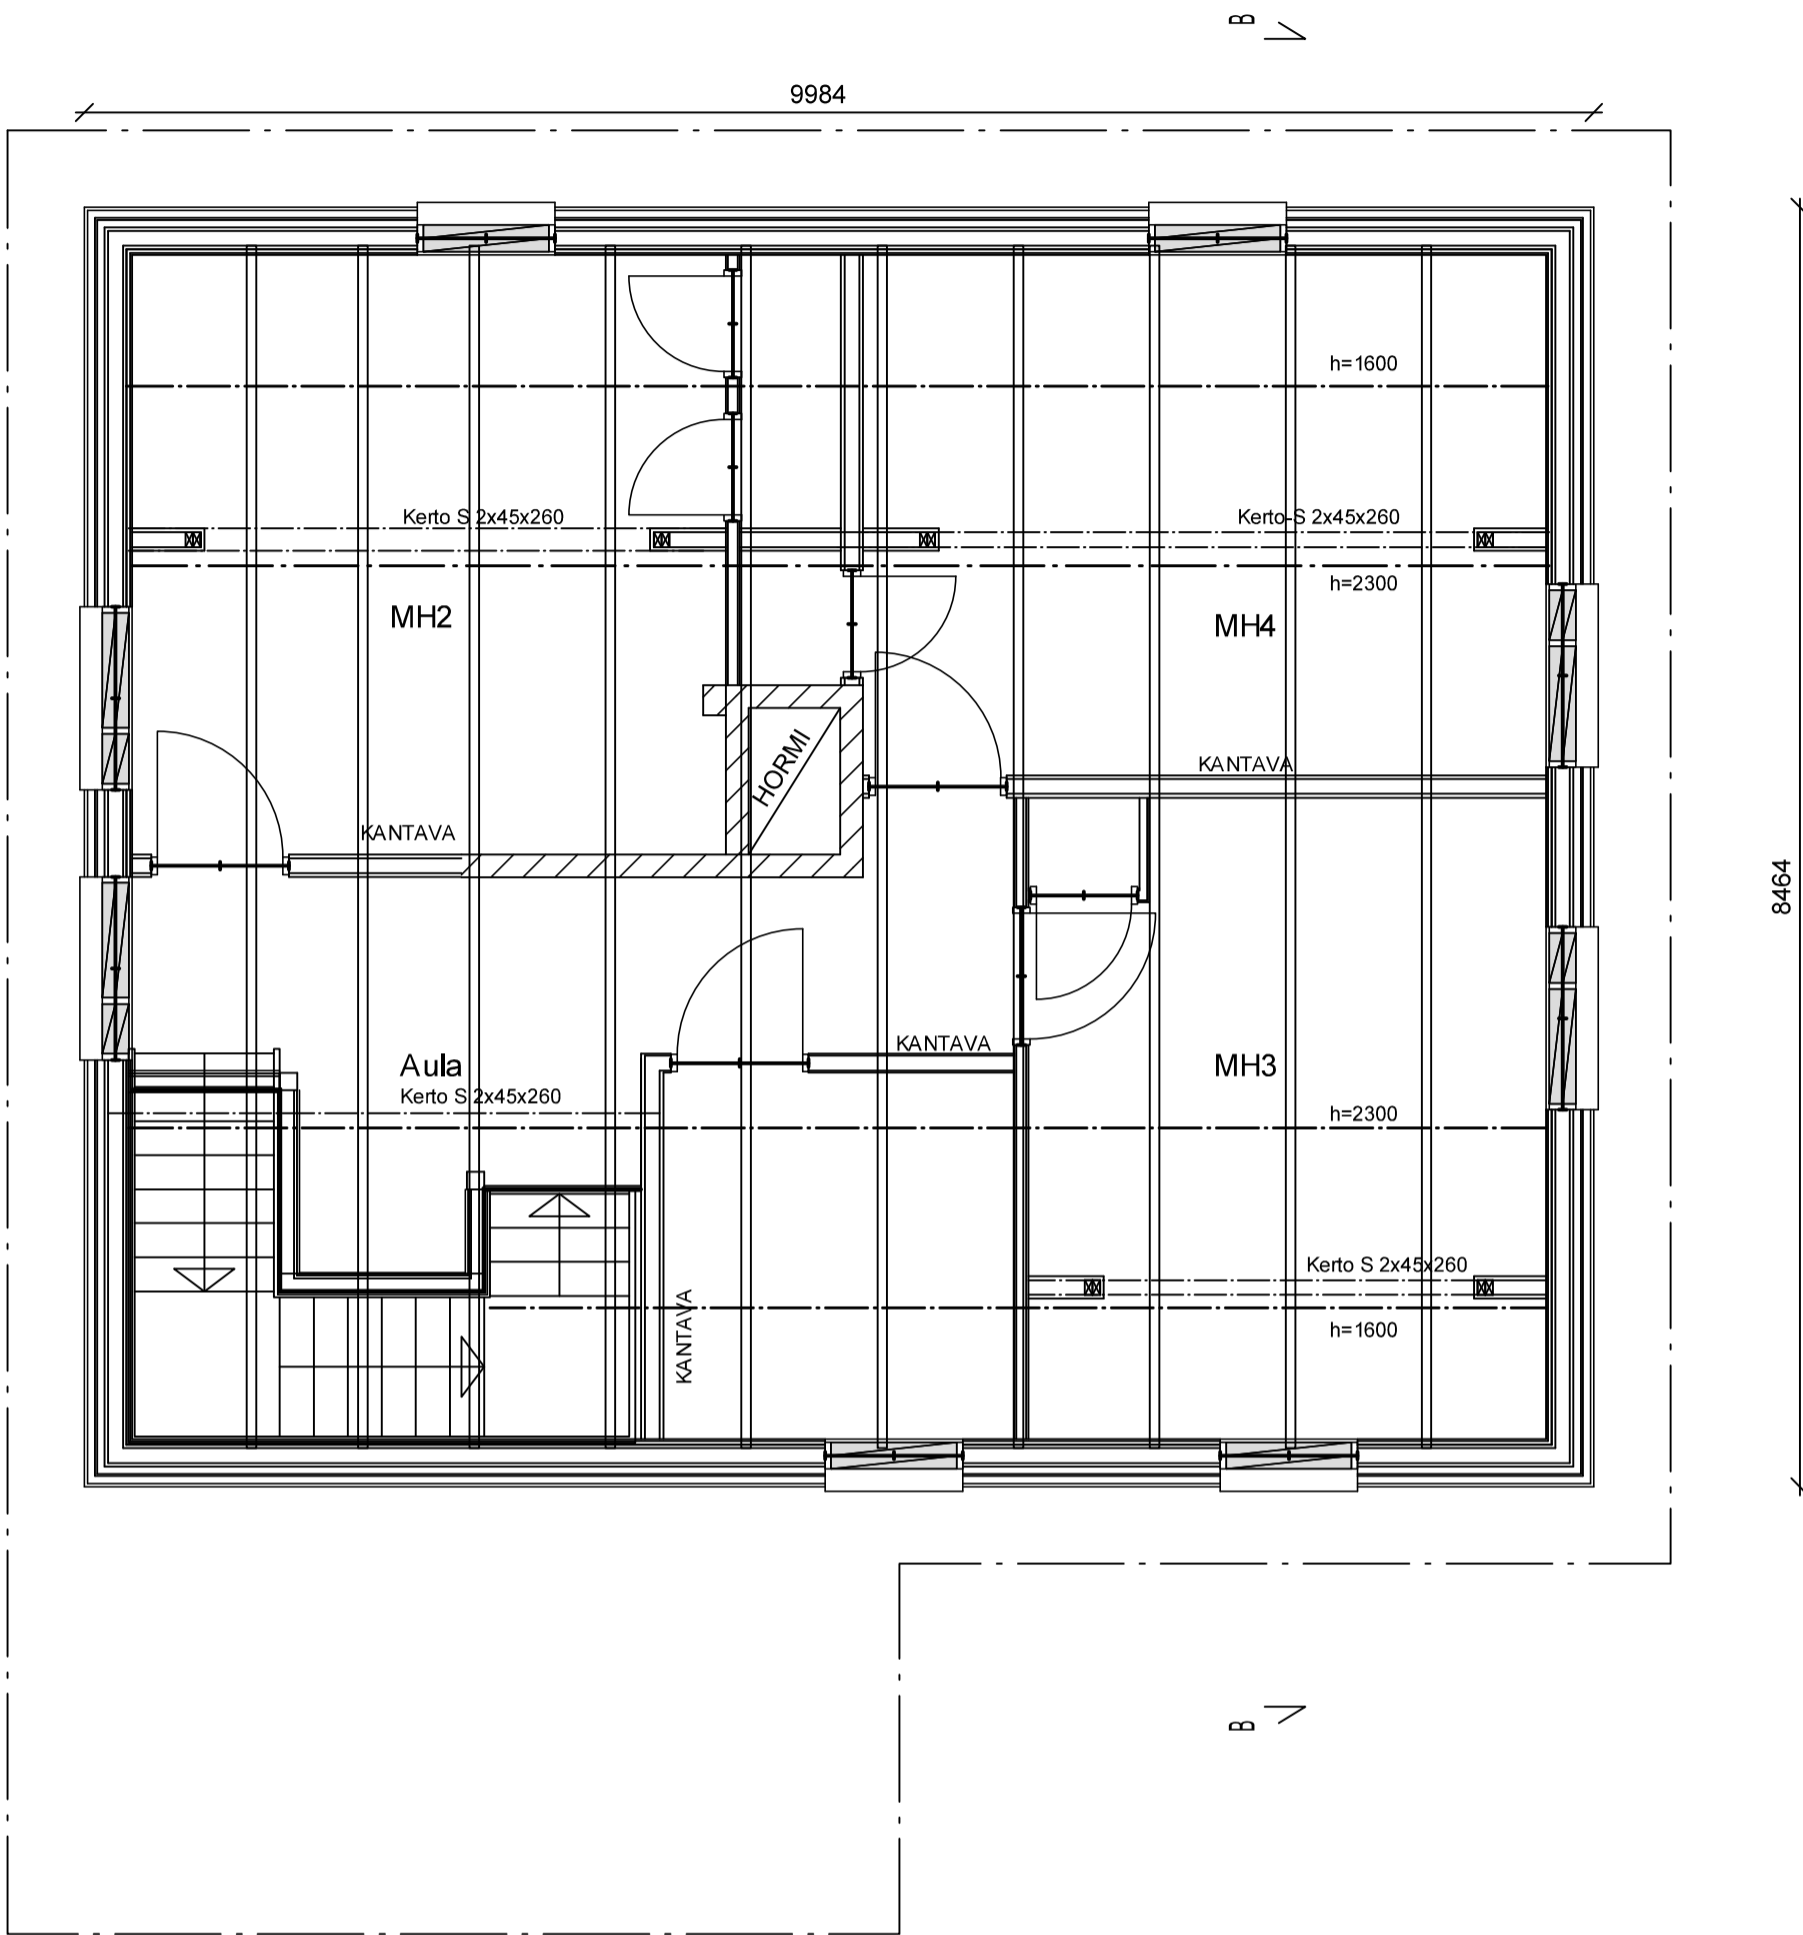 B
9984
h=1600
Kerto S 2x45x260
Kerto-S 2x45x260
h=2300
MH2
MH4
HORMI
KANTAVA
KANTAVA
8464
KANTAVA
Aula
MH3
Kerto S 2x45x260
h=2300
Kerto S 2x45x260
KANTAVA
h=1600
B